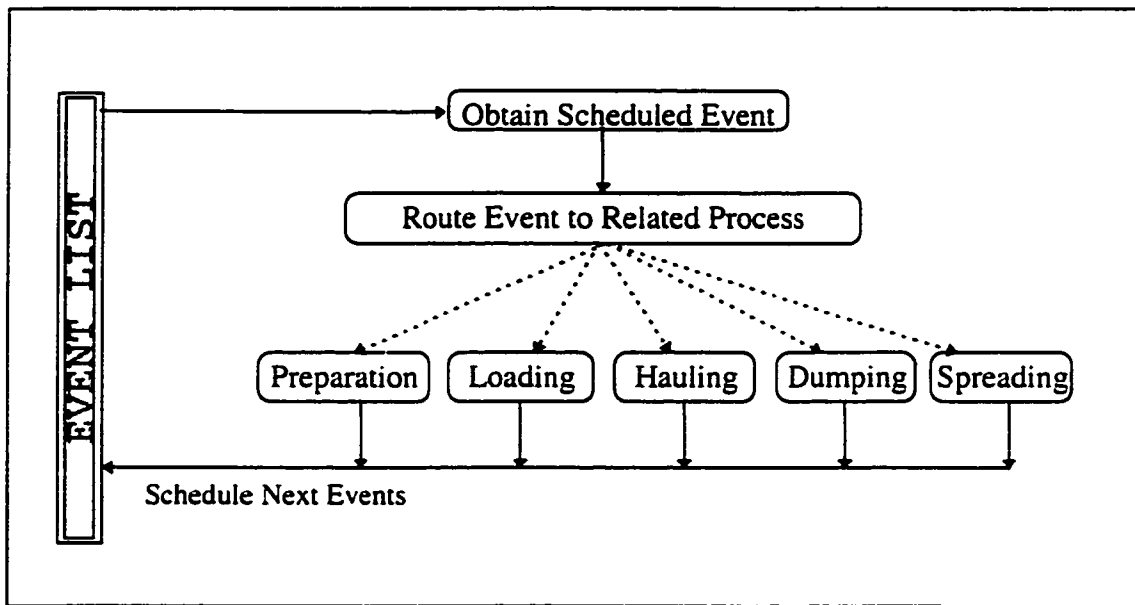 EVENT LIST
Obtain Scheduled Event
Route Event to Related Process
Preparation
Loading
Hauling
Dumping
Spreading
Schedule Next Events